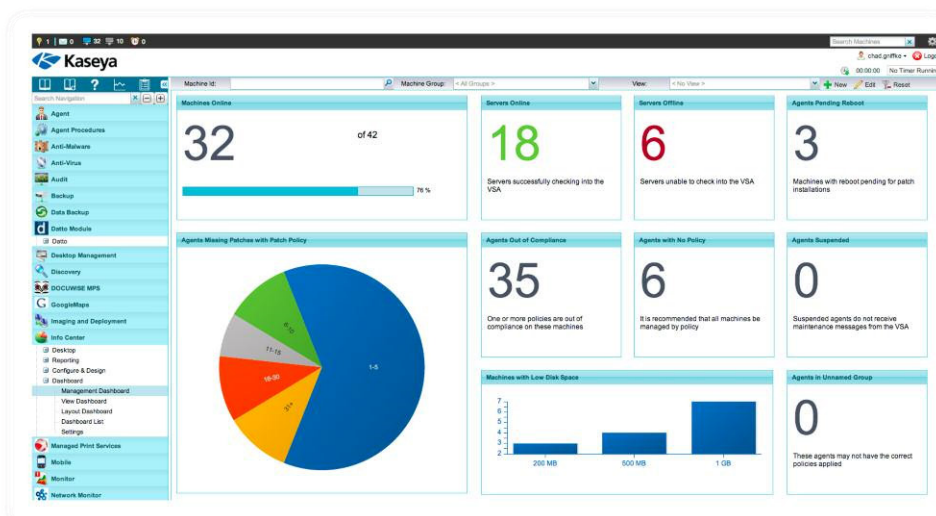 1 | 0 32 10 0
Search Machines
Kaseya
chad.gniffke
00:00:00 No Timer Runnin
Machine Id:
Machine Group: < All Groups >
View: < No View >
New Edit Reset
Search Navigation
Agent
Agent Procedures
Anti-Malware
Anti-Virus
Audit
Backup
Data Backup
Datto Module
Datto
Desktop Management
Discovery
DOCUWISE MPS
GoogleMaps
Imaging and Deployment
Info Center
Desktop
Reporting
Configure & Design
Dashboard
Management Dashboard
View Dashboard
Layout Dashboard
Dashboard List
Settings
Managed Print Services
Mobile
Monitor
Network Monitor
Machines Online
32
of 42
76 %
Servers Online
18
Servers successfully checking into the
VSA
Servers Offline
6
Servers unable to check into the VSA
Agents Pending Reboot
3
Machines with reboot pending for patch
installations
Agents Missing Patches with Patch Policy
6-10
11-15
16-30
31+
1-5
Agents Out of Compliance
35
One or more policies are out of
compliance on these machines
Agents with No Policy
6
It is recommended that all machines be
managed by policy
Agents Suspended
0
Suspended agents do not receive
maintenance messages from the VSA
Machines with Low Disk Space
7
6
5
4
3
2
200 MB
500 MB
1 GB
Agents in Unnamed Group
0
These agents may not have the correct
policies applied